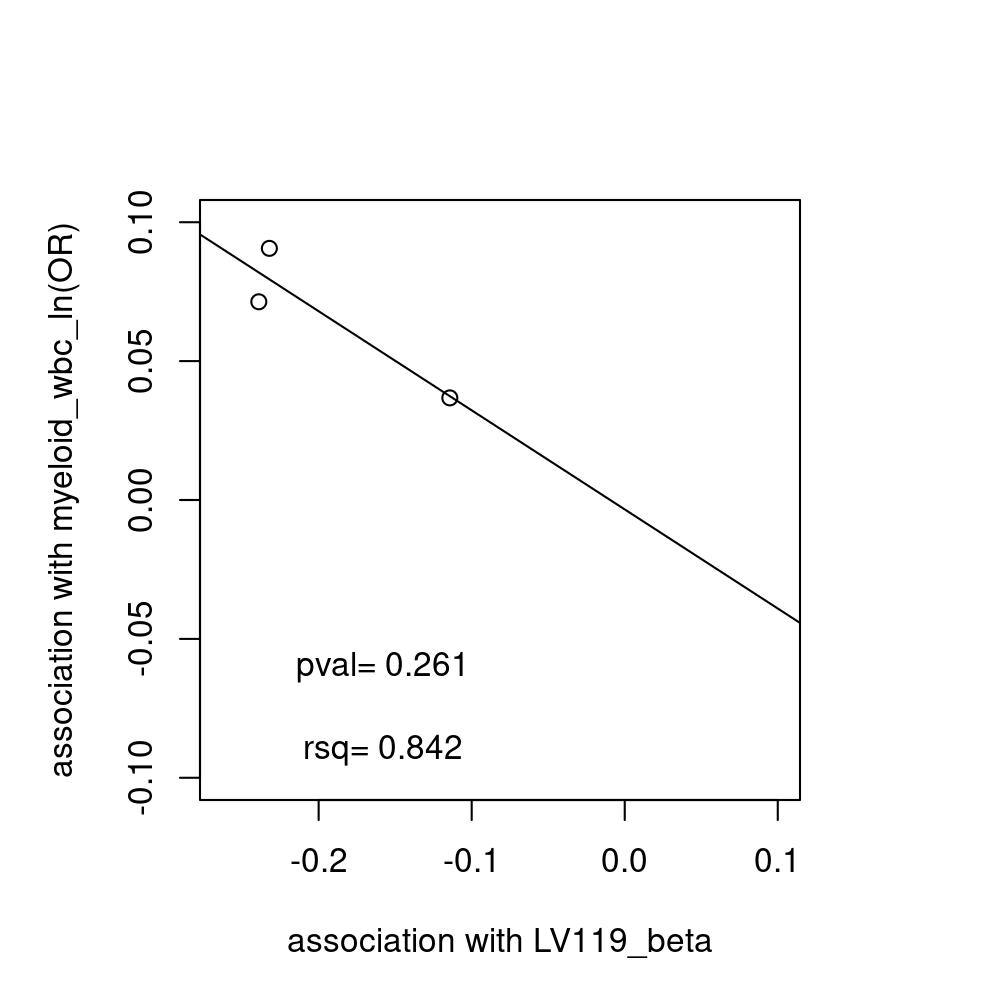 association with myeloid_wbc_ln(OR)
0.10
0.05
0.00
-0.05
-0.10
pval= 0.261
rsq= 0.842
-0.2 -0.1 0.0 0.1
association with LV119_beta